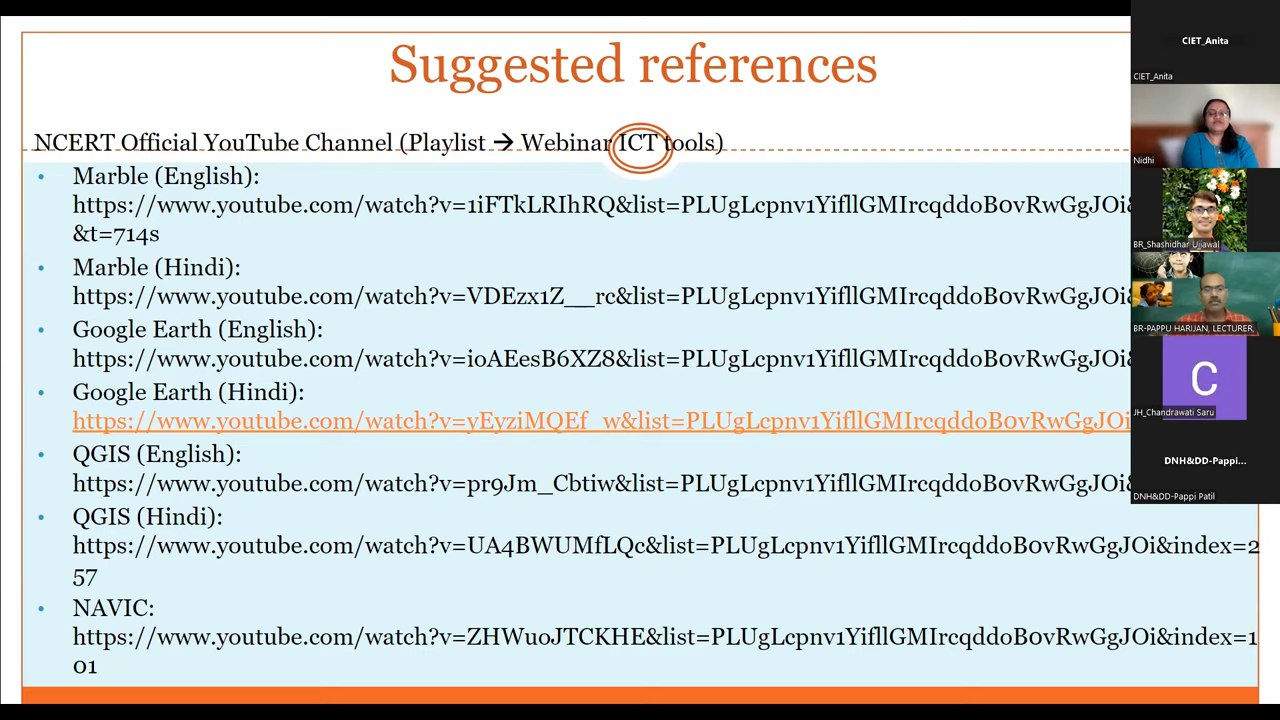 Suggested references
NCERT Official YouTube Channel (Playlist → Webinar ICT tools)
• Marble (English):
https://www.youtube.com/watch?v=1iFTkLRIhRQ&list=PLUgLcpnv1YifllGMIrcqddoB0vRwGgJOi
&t=714s
• Marble (Hindi):
https://www.youtube.com/watch?v=VDEzx1Z__rc&list=PLUgLcpnv1YifllGMIrcqddoB0vRwGgJOi
• Google Earth (English):
https://www.youtube.com/watch?v=ioAEesB6XZ8&list=PLUgLcpnv1YifllGMIrcqddoB0vRwGgJOi
• Google Earth (Hindi):
https://www.youtube.com/watch?v=yEyziMQEf_w&list=PLUgLcpnv1YifllGMIrcqddoB0vRwGgJOi
• QGIS (English):
https://www.youtube.com/watch?v=pr9Jm_Cbtiw&list=PLUgLcpnv1YifllGMIrcqddoB0vRwGgJOi
• QGIS (Hindi):
https://www.youtube.com/watch?v=UA4BWUMfLQc&list=PLUgLcpnv1YifllGMIrcqddoB0vRwGgJOi&index=2
57
• NAVIC:
https://www.youtube.com/watch?v=ZHWuoJTCKHE&list=PLUgLcpnv1YifllGMIrcqddoB0vRwGgJOi&index=1
01
CIET_Anita
CIET_Anita
Nidhi
BR_Shashidhar Ujjawal
BR-PAPPU HARIJAN, LECTURER,
C
JH_Chandrawati Saru
DNH&DD-Pappi...
DNH&DD-Pappi Patil